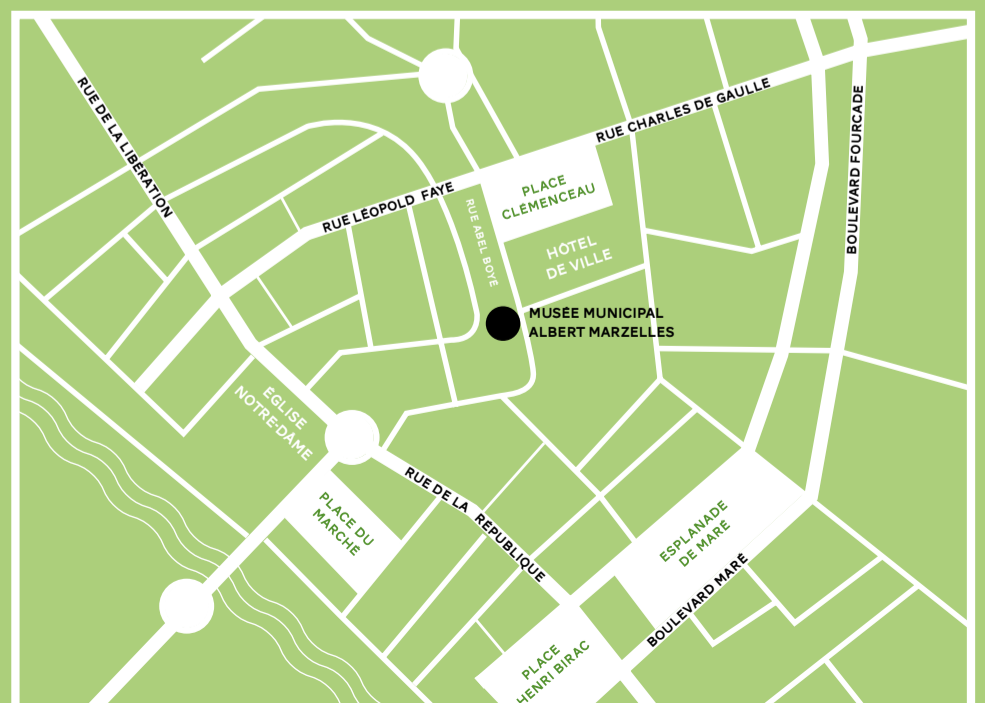 RUE DE LA LIBÉRATION
RUE CHARLES DE GAULLE
BOULEVARD FOURCADE
RUE LÉOPOLD FAYE
PLACE
CLÉMENCEAU
RUE ABEL BOYÉ
HÔTEL
DE VILLE
MUSÉE MUNICIPAL
ALBERT MARZELLES
ÉGLISE
NOTRE-DAME
PLACE DU
MARCHÉ
RUE DE LA RÉPUBLIQUE
ESPLANADE
DE MARÉ
BOULEVARD MARÉ
PLACE
HENRI BIRAC